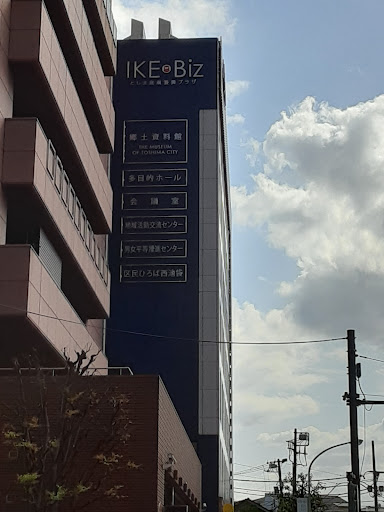 IKE•Biz
としま産業振興プラザ
郷土資料館
THE MUSEUM
OF TOSHIMA CITY
多目的ホール
会議室
地域活動交流センター
男女平等推進センター
区民ひろば西池袋